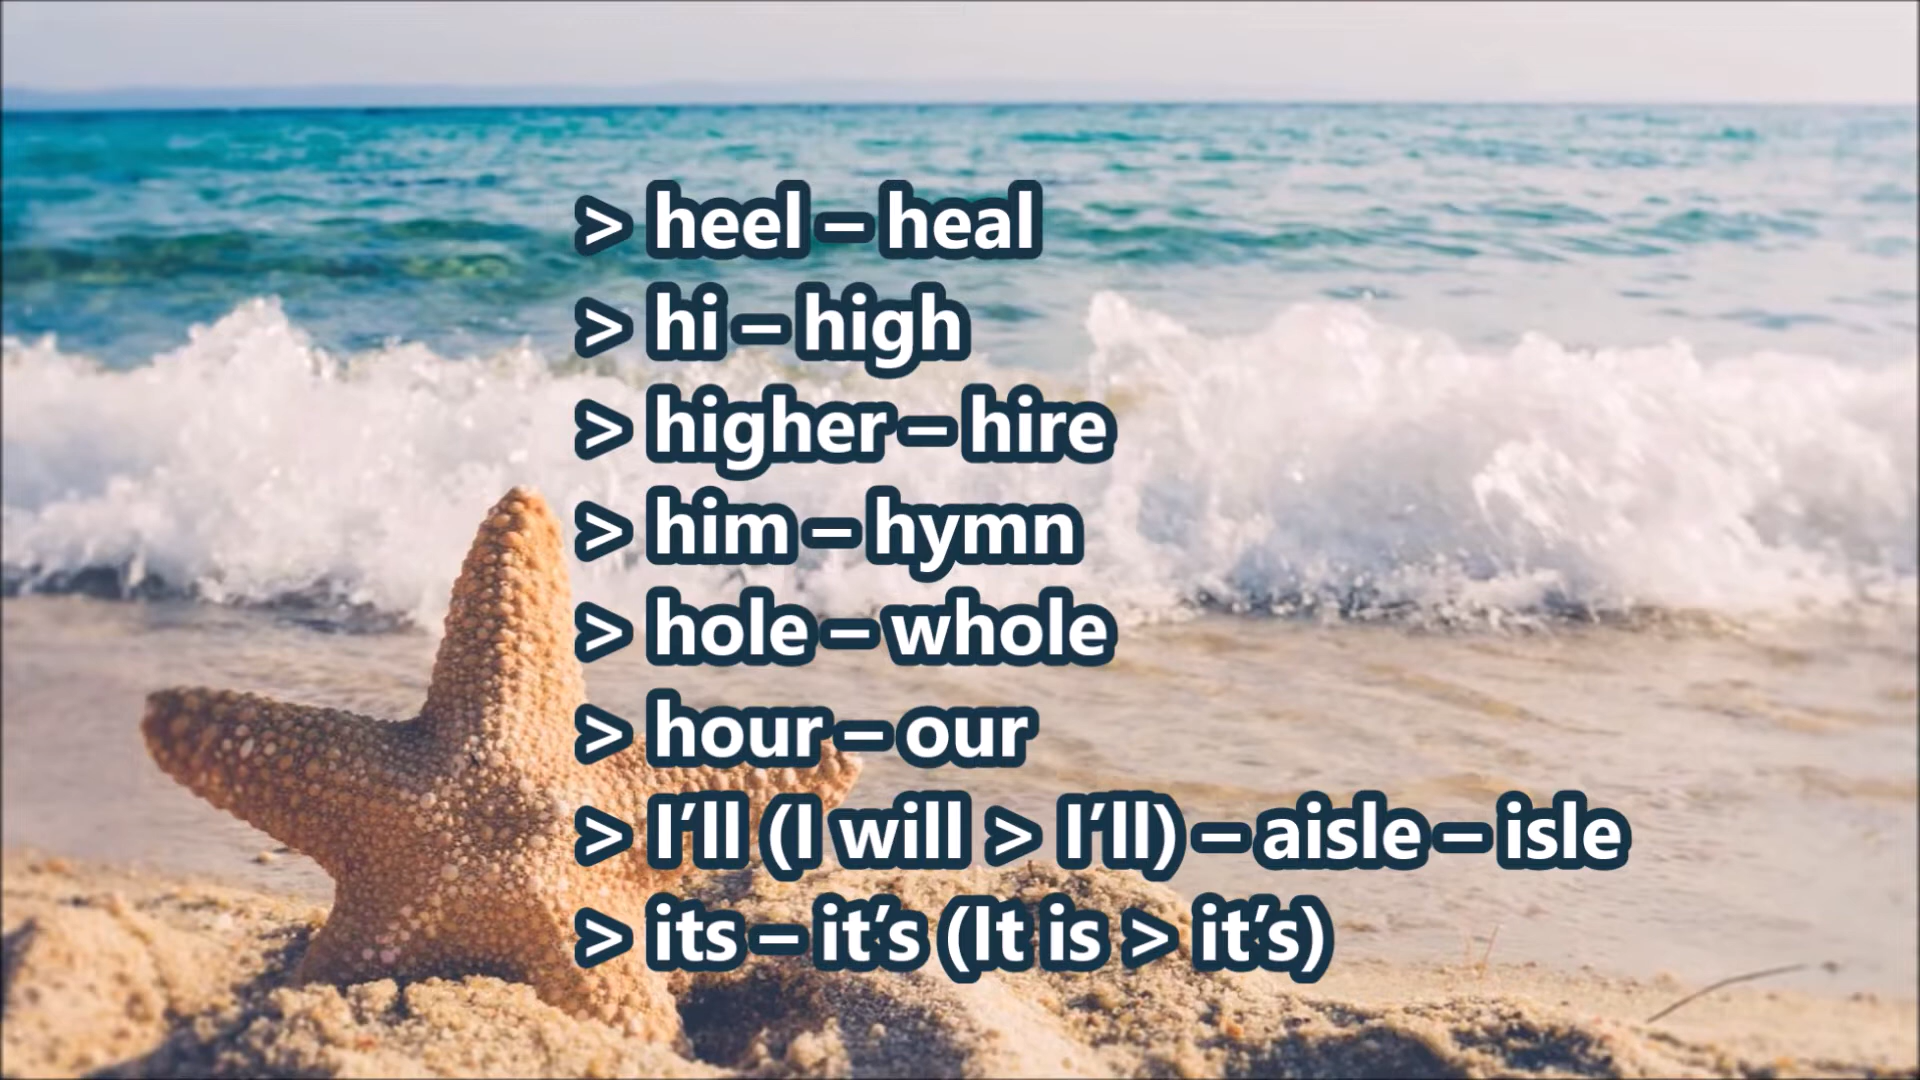 > heel – heal
> hi – high
> higher – hire
> him – hymn
> hole – whole
> hour – our
> I’ll (I will > I’ll) – aisle – isle
> its – it’s (It is > it’s)